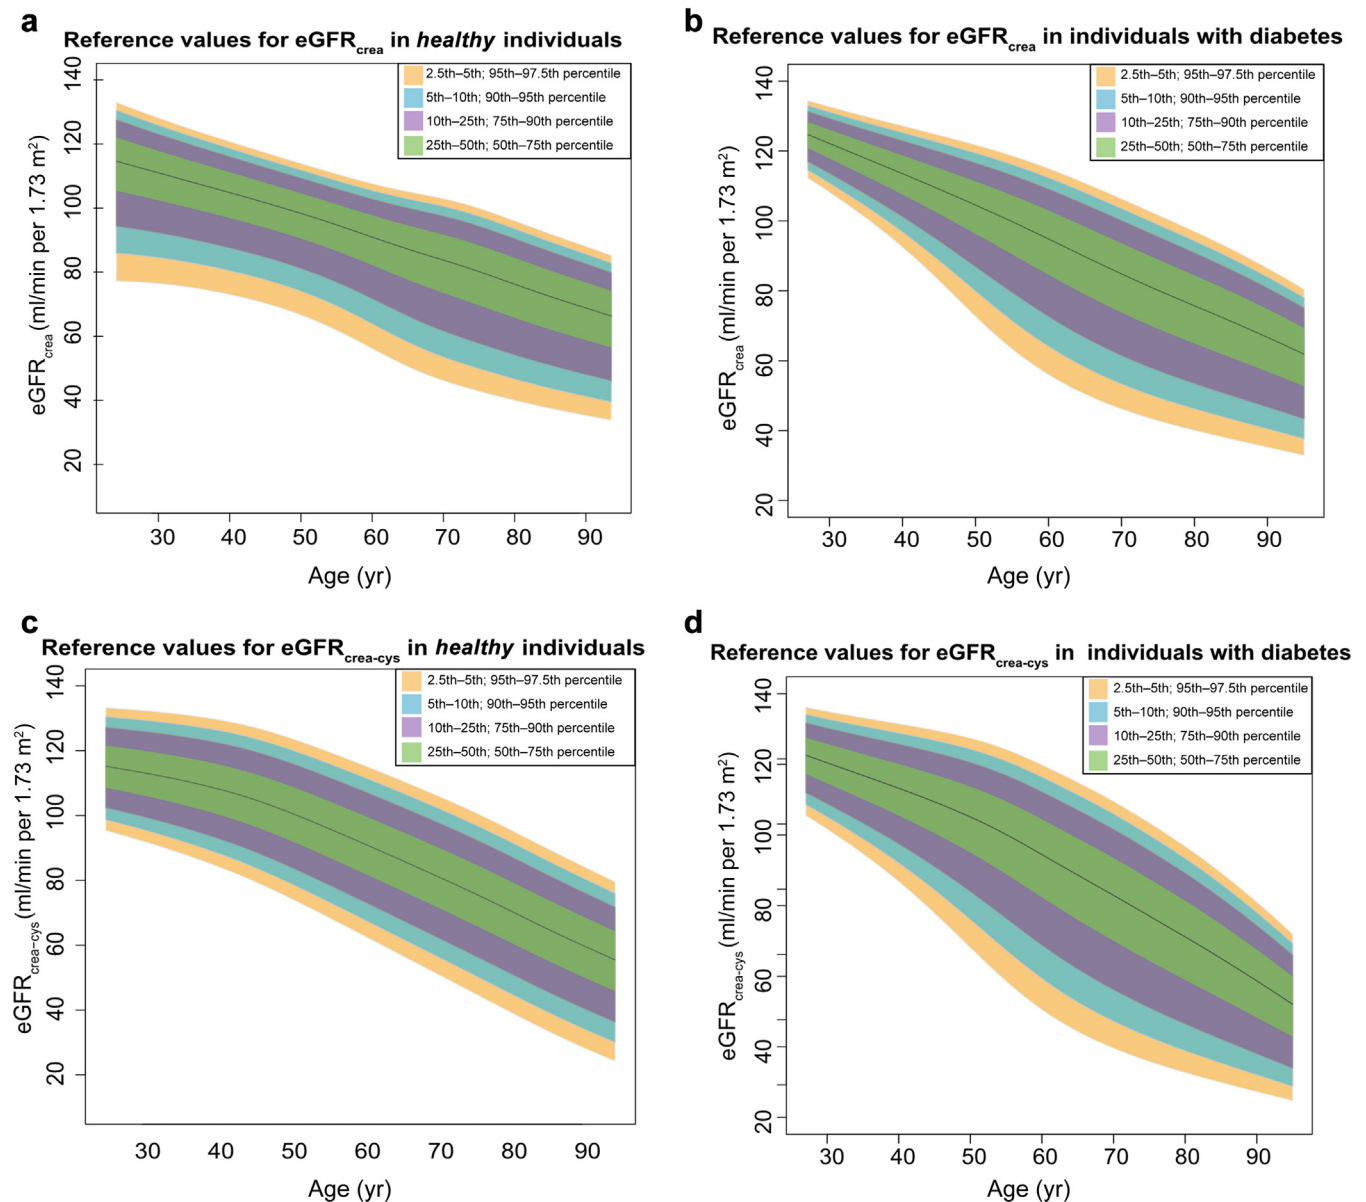 a
Reference values for eGFRcrea in healthy individuals
2.5th–5th; 95th–97.5th percentile
5th–10th; 90th–95th percentile
10th–25th; 75th–90th percentile
25th–50th; 50th–75th percentile
eGFRcrea (ml/min per 1.73 m²)
140
120
100
80
60
40
20
30 40 50 60 70 80 90
Age (yr)
b
Reference values for eGFRcrea in individuals with diabetes
2.5th–5th; 95th–97.5th percentile
5th–10th; 90th–95th percentile
10th–25th; 75th–90th percentile
25th–50th; 50th–75th percentile
eGFRcrea (ml/min per 1.73 m²)
140
120
100
80
60
40
20
30 40 50 60 70 80 90
Age (yr)
c
Reference values for eGFRcrea-cys in healthy individuals
2.5th–5th; 95th–97.5th percentile
5th–10th; 90th–95th percentile
10th–25th; 75th–90th percentile
25th–50th; 50th–75th percentile
eGFRcrea−cys (ml/min per 1.73 m²)
140
120
100
80
60
40
20
30 40 50 60 70 80 90
Age (yr)
d
Reference values for eGFRcrea-cys in individuals with diabetes
2.5th–5th; 95th–97.5th percentile
5th–10th; 90th–95th percentile
10th–25th; 75th–90th percentile
25th–50th; 50th–75th percentile
eGFRcrea-cys (ml/min per 1.73 m²)
140
120
100
80
60
40
20
30 40 50 60 70 80 90
Age (yr)